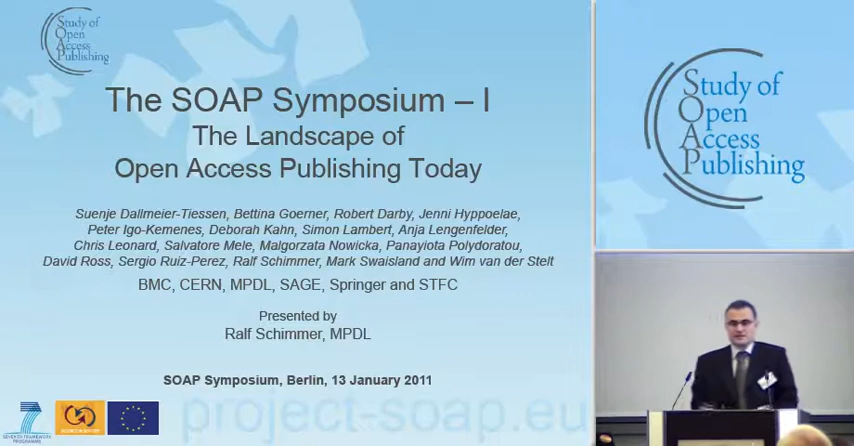 Study of
Open
Access
Publishing
The SOAP Symposium – I
The Landscape of
Open Access Publishing Today
Suenje Dallmeier-Tiessen, Bettina Goerner, Robert Darby, Jenni Hyppoelae,
Peter Igo-Kemenes, Deborah Kahn, Simon Lambert, Anja Lengenfelder,
Chris Leonard, Salvatore Mele, Malgorzata Nowicka, Panayiota Polydoratou,
David Ross, Sergio Ruiz-Perez, Ralf Schimmer, Mark Swaisland and Wim van der Stelt
BMC, CERN, MPDL, SAGE, Springer and STFC
Presented by
Ralf Schimmer, MPDL
SOAP Symposium, Berlin, 13 January 2011
project-soap.eu
SEVENTH FRAMEWORK
PROGRAMME
Study of
Open
Access
Publishing